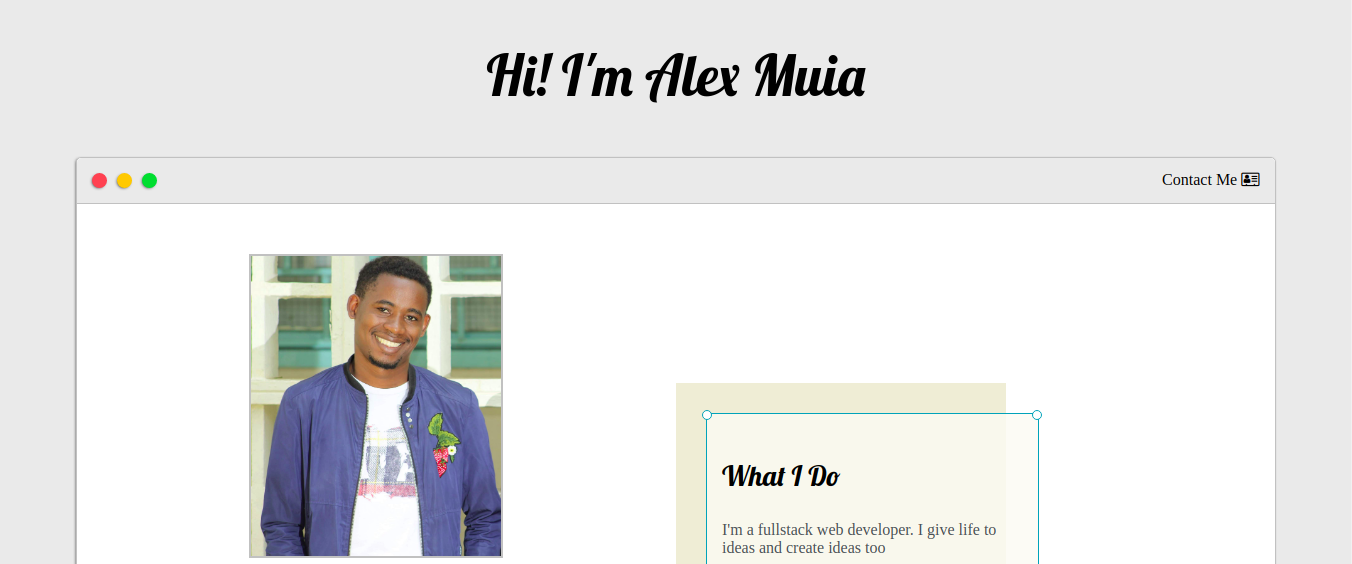 Hi! I'm Alex Muia
Contact Me
What I Do
I'm a fullstack web developer. I give life to
ideas and create ideas too